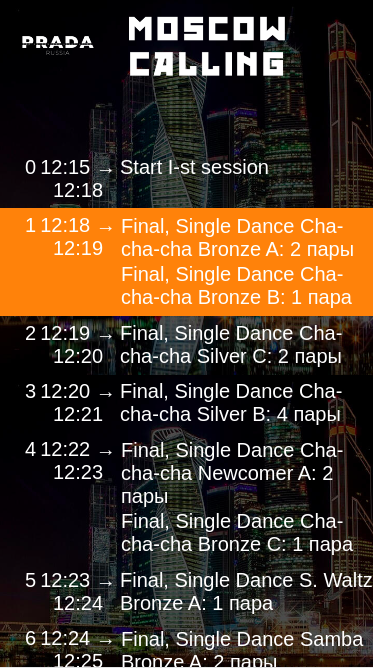 PRADA
RUSSIA
MOSCOW
CALLING
0 12:15 → Start I-st session
12:18
1 12:18 → Final, Single Dance Cha-
12:19 cha-cha Bronze A: 2 пары
Final, Single Dance Cha-
cha-cha Bronze B: 1 пара
2 12:19 → Final, Single Dance Cha-
12:20 cha-cha Silver C: 2 пары
3 12:20 → Final, Single Dance Cha-
12:21 cha-cha Silver B: 4 пары
4 12:22 → Final, Single Dance Cha-
12:23 cha-cha Newcomer A: 2
пары
Final, Single Dance Cha-
cha-cha Bronze C: 1 пара
5 12:23 → Final, Single Dance S. Waltz
12:24 Bronze A: 1 пара
6 12:24 → Final, Single Dance Samba
12:25 Bronze A: 2 пары